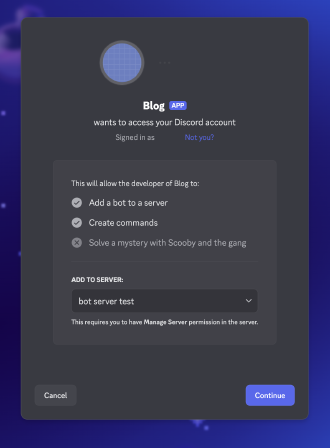 Blog APP
wants to access your Discord account
Signed in as Not you?
This will allow the developer of Blog to:
Add a bot to a server
Create commands
Solve a mystery with Scooby and the gang
ADD TO SERVER:
bot server test
This requires you to have Manage Server permission in the server.
Cancel Continue